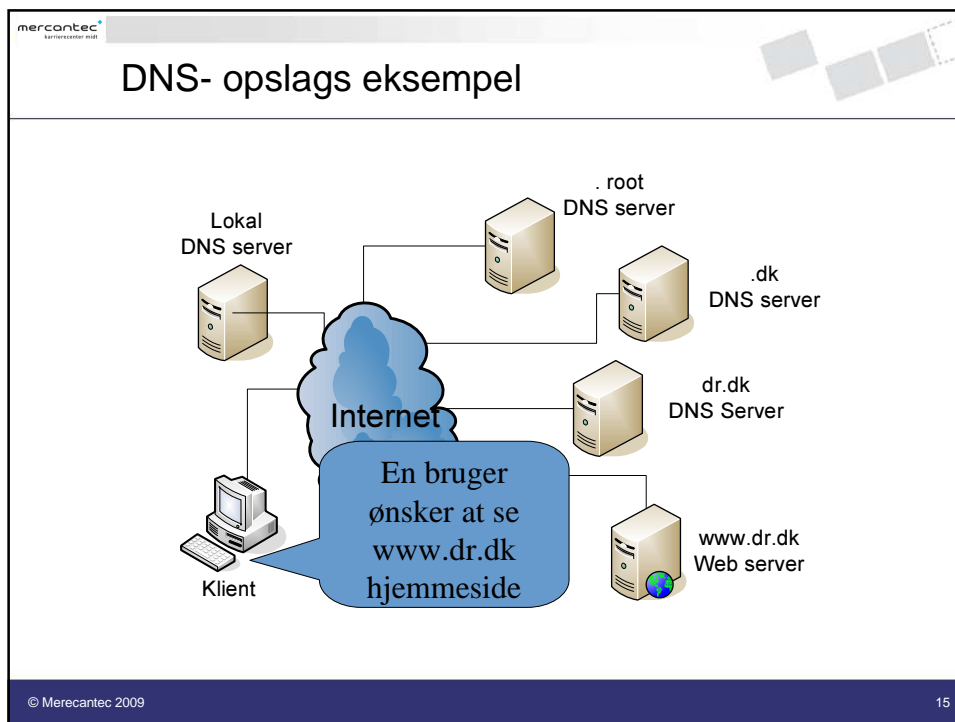 mercantec
karrierecenter midt
DNS- opslags eksempel
. root
DNS server
Lokal
DNS server
.dk
DNS server
dr.dk
DNS Server
Internet
En bruger
ønsker at se
www.dr.dk
hjemmeside
www.dr.dk
Web server
Klient
© Merecantec 2009
15